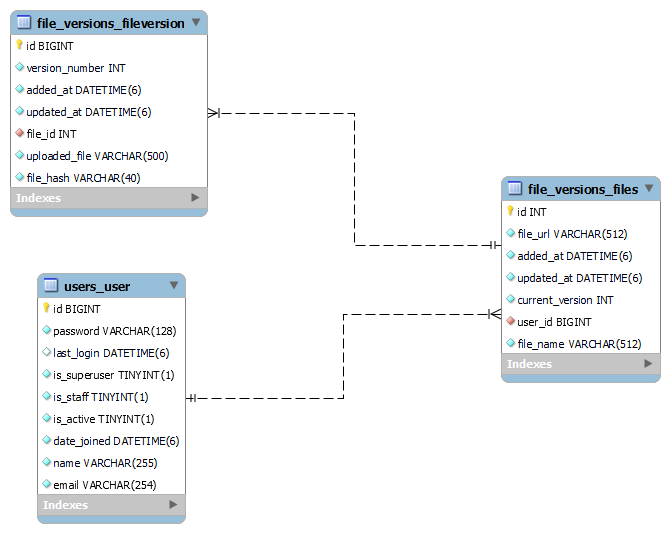 file_versions_fileversion
id BIGINT
version_number INT
added_at DATETIME(6)
updated_at DATETIME(6)
file_id INT
uploaded_file VARCHAR(500)
file_hash VARCHAR(40)
Indexes
file_versions_files
id INT
file_url VARCHAR(512)
added_at DATETIME(6)
updated_at DATETIME(6)
current_version INT
user_id BIGINT
file_name VARCHAR(512)
Indexes
users_user
id BIGINT
password VARCHAR(128)
last_login DATETIME(6)
is_superuser TINYINT(1)
is_staff TINYINT(1)
is_active TINYINT(1)
date_joined DATETIME(6)
name VARCHAR(255)
email VARCHAR(254)
Indexes